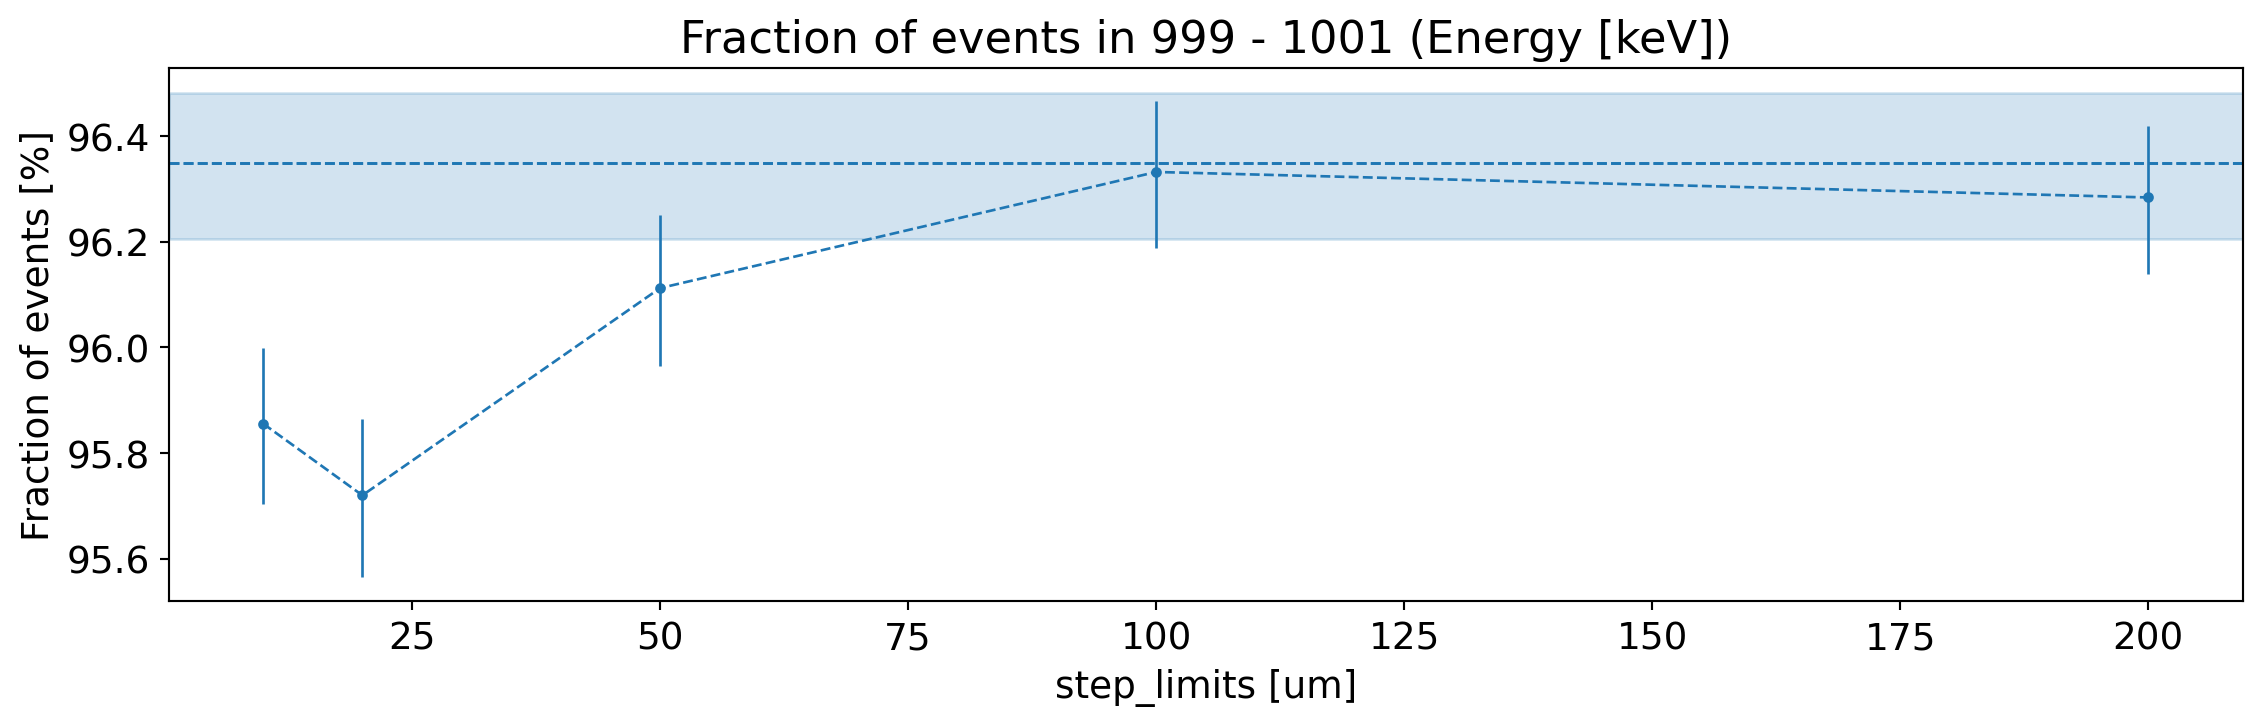 Fraction of events in 999 - 1001 (Energy [keV])
Fraction of events [%]
96.4
96.2
96.0
95.8
95.6
25 50 75 100 125 150 175 200
step_limits [um]